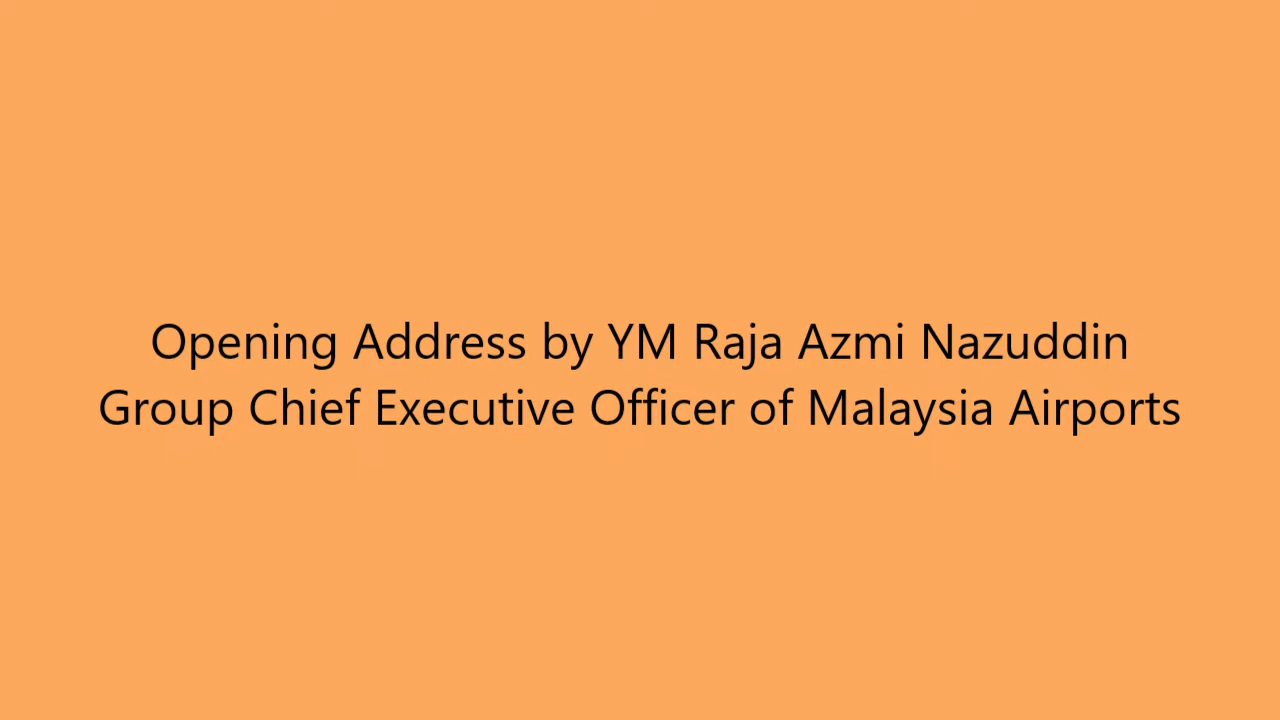 Opening Address by YM Raja Azmi Nazuddin
Group Chief Executive Officer of Malaysia Airports